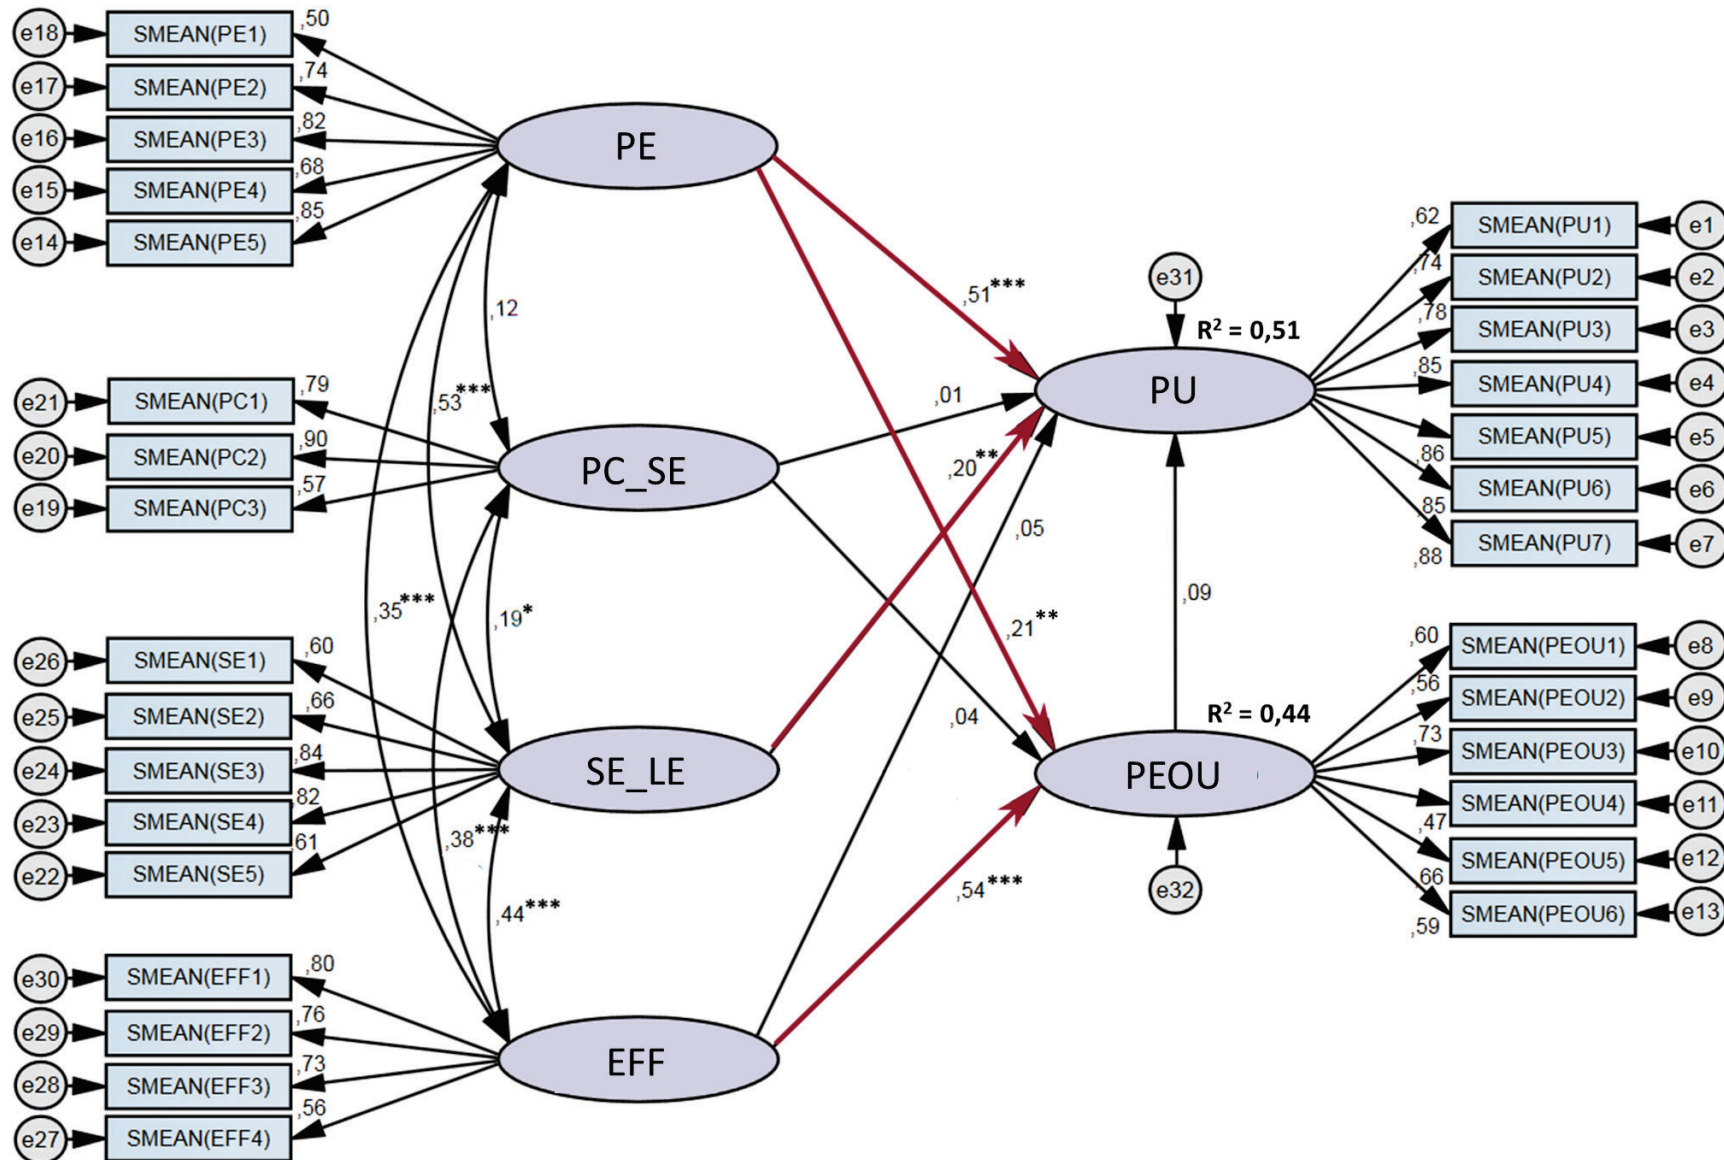 e18 SMEAN(PE1) ,50
e17 SMEAN(PE2) ,74
e16 SMEAN(PE3) ,82
e15 SMEAN(PE4) ,68
e14 SMEAN(PE5) ,85
PE
e21 SMEAN(PC1) ,79
e20 SMEAN(PC2) ,90
e19 SMEAN(PC3) ,57
PC_SE
e26 SMEAN(SE1) ,60
e25 SMEAN(SE2) ,66
e24 SMEAN(SE3) ,84
e23 SMEAN(SE4) ,82
e22 SMEAN(SE5) ,61
SE_LE
e30 SMEAN(EFF1) ,80
e29 SMEAN(EFF2) ,76
e28 SMEAN(EFF3) ,73
e27 SMEAN(EFF4) ,56
EFF
,12
,53***
,35***
,19*
,38***
,44***
,51***
,01
,20**
,05
,21**
,04
,09
,54***
e31
R² = 0,51
PU
R² = 0,44
PEOU
e32
,62 SMEAN(PU1) e1
,74 SMEAN(PU2) e2
,78 SMEAN(PU3) e3
,85 SMEAN(PU4) e4
SMEAN(PU5) e5
,86 SMEAN(PU6) e6
,85 SMEAN(PU7) e7
,88
,60 SMEAN(PEOU1) e8
,56 SMEAN(PEOU2) e9
,73 SMEAN(PEOU3) e10
SMEAN(PEOU4) e11
,47 SMEAN(PEOU5) e12
,66 SMEAN(PEOU6) e13
,59